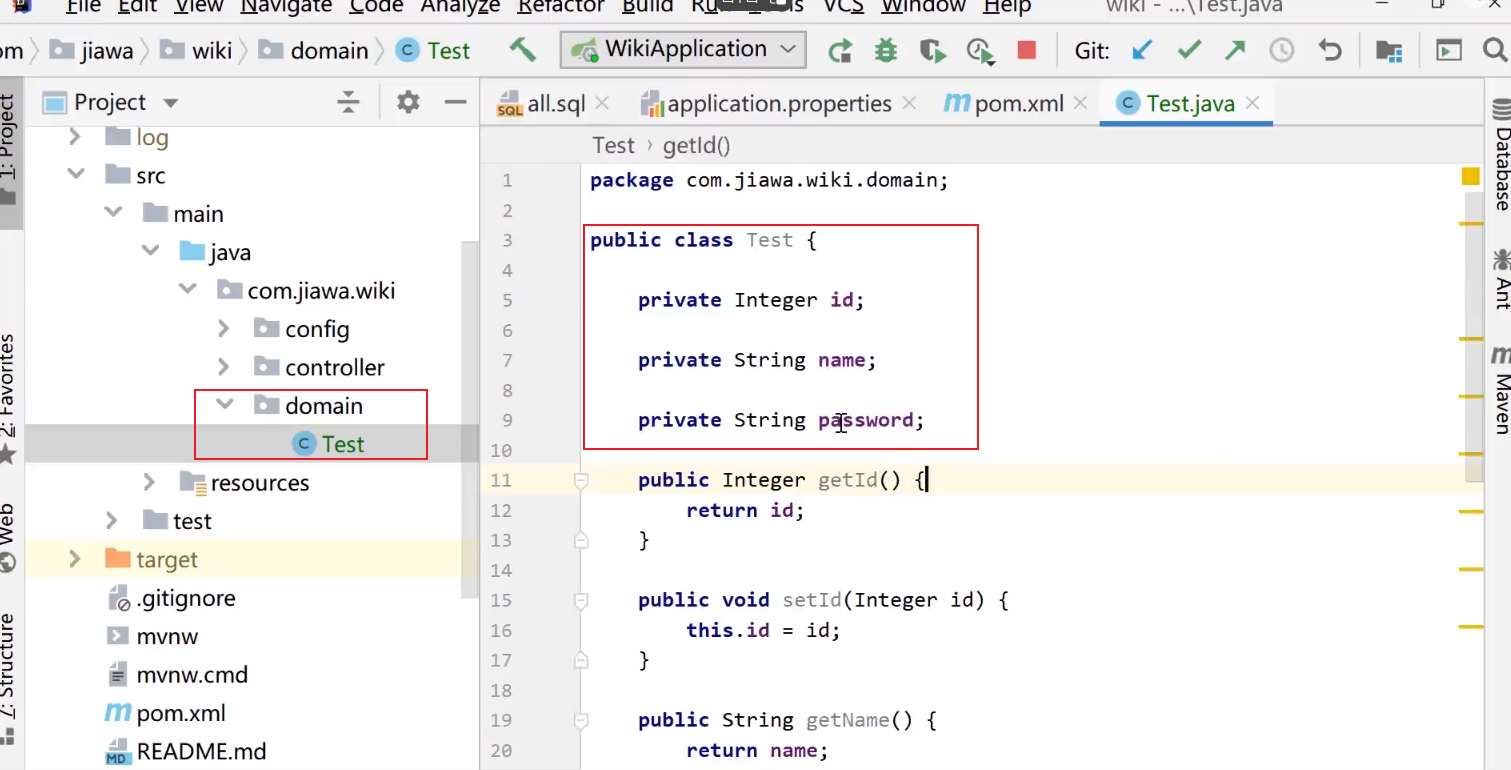 File Edit View Navigate Code Analyze Refactor Build VCS Window Help wiki - ...\Test.java
om jiawa wiki domain Test WikiApplication Git:
Project
all.sql application.properties pom.xml Test.java
Test getId()
log
src
main
java
com.jiawa.wiki
config
controller
domain
Test
resources
test
target
.gitignore
mvnw
mvnw.cmd
pom.xml
README.md
1 package com.jiawa.wiki.domain;
2
3 public class Test {
4
5 private Integer id;
6
7 private String name;
8
9 private String password;
10
11 public Integer getId() {
12 return id;
13 }
14
15 public void setId(Integer id) {
16 this.id = id;
17 }
18
19 public String getName() {
20 return name;
1: Project
2: Favorites
Web
7: Structure
Database
Ant
Maven